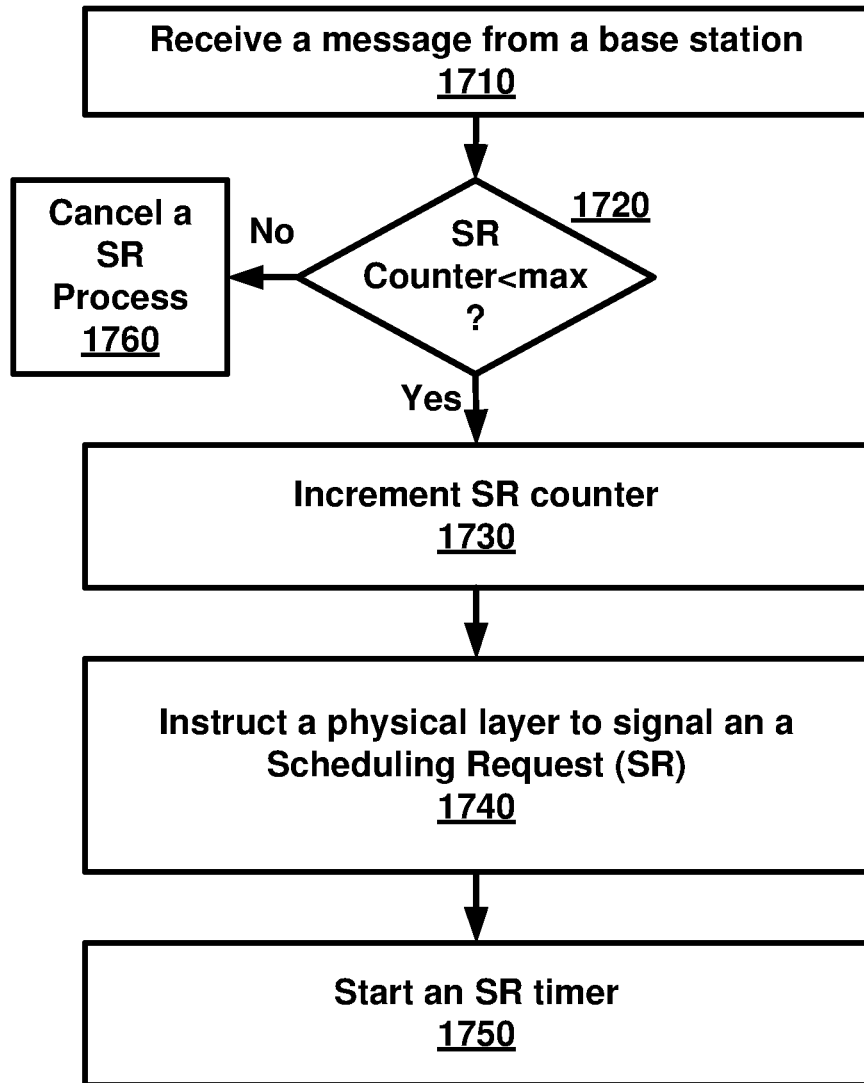 Receive a message from a base station
1710
1720
SR
Counter<max
?
No
Cancel a
SR
Process
1760
Yes
Increment SR counter
1730
Instruct a physical layer to signal an a
Scheduling Request (SR)
1740
Start an SR timer
1750